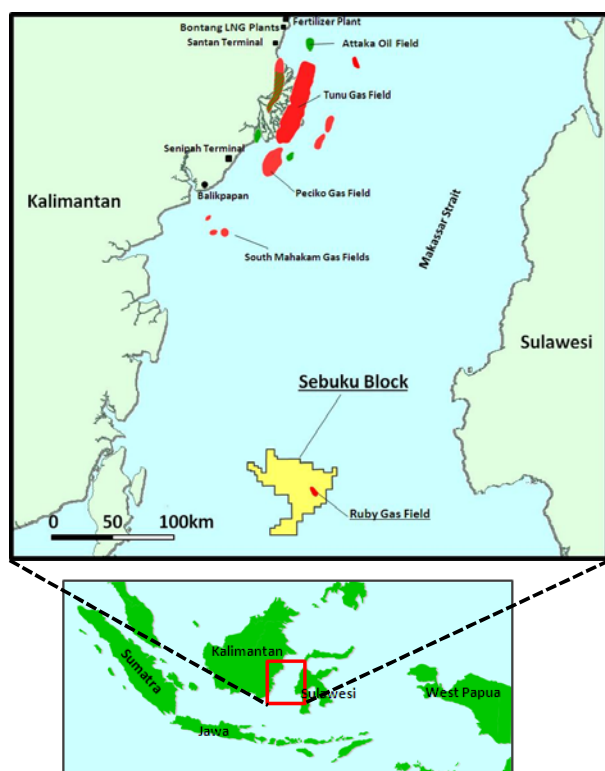 Fertilizer Plant
Bontang LNG Plants
Santan Terminal
Attaka Oil Field
Tunu Gas Field
Senipah Terminal
Peciko Gas Field
Balikpapan
Kalimantan
Makassar Strait
South Mahakam Gas Fields
Sulawesi
Sebuku Block
Ruby Gas Field
0 50 100km
Kalimantan
Sumatra
Sulawesi
West Papua
Jawa